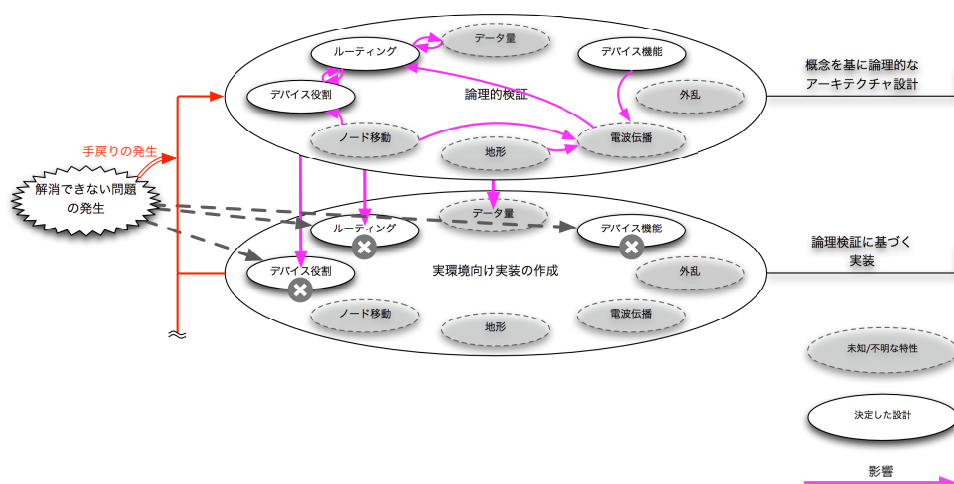 ルーティング
データ量
デバイス機能
デバイス役割
論理的検証
外乱
ノード移動
地形
電波伝播
概念を基に論理的な
アーキテクチャ設計
手戻りの発生
解消できない問題
の発生
ルーティング
データ量
デバイス機能
デバイス役割
実環境向け実装の作成
外乱
ノード移動
地形
電波伝播
論理検証に基づく
実装
未知/不明な特性
決定した設計
影響